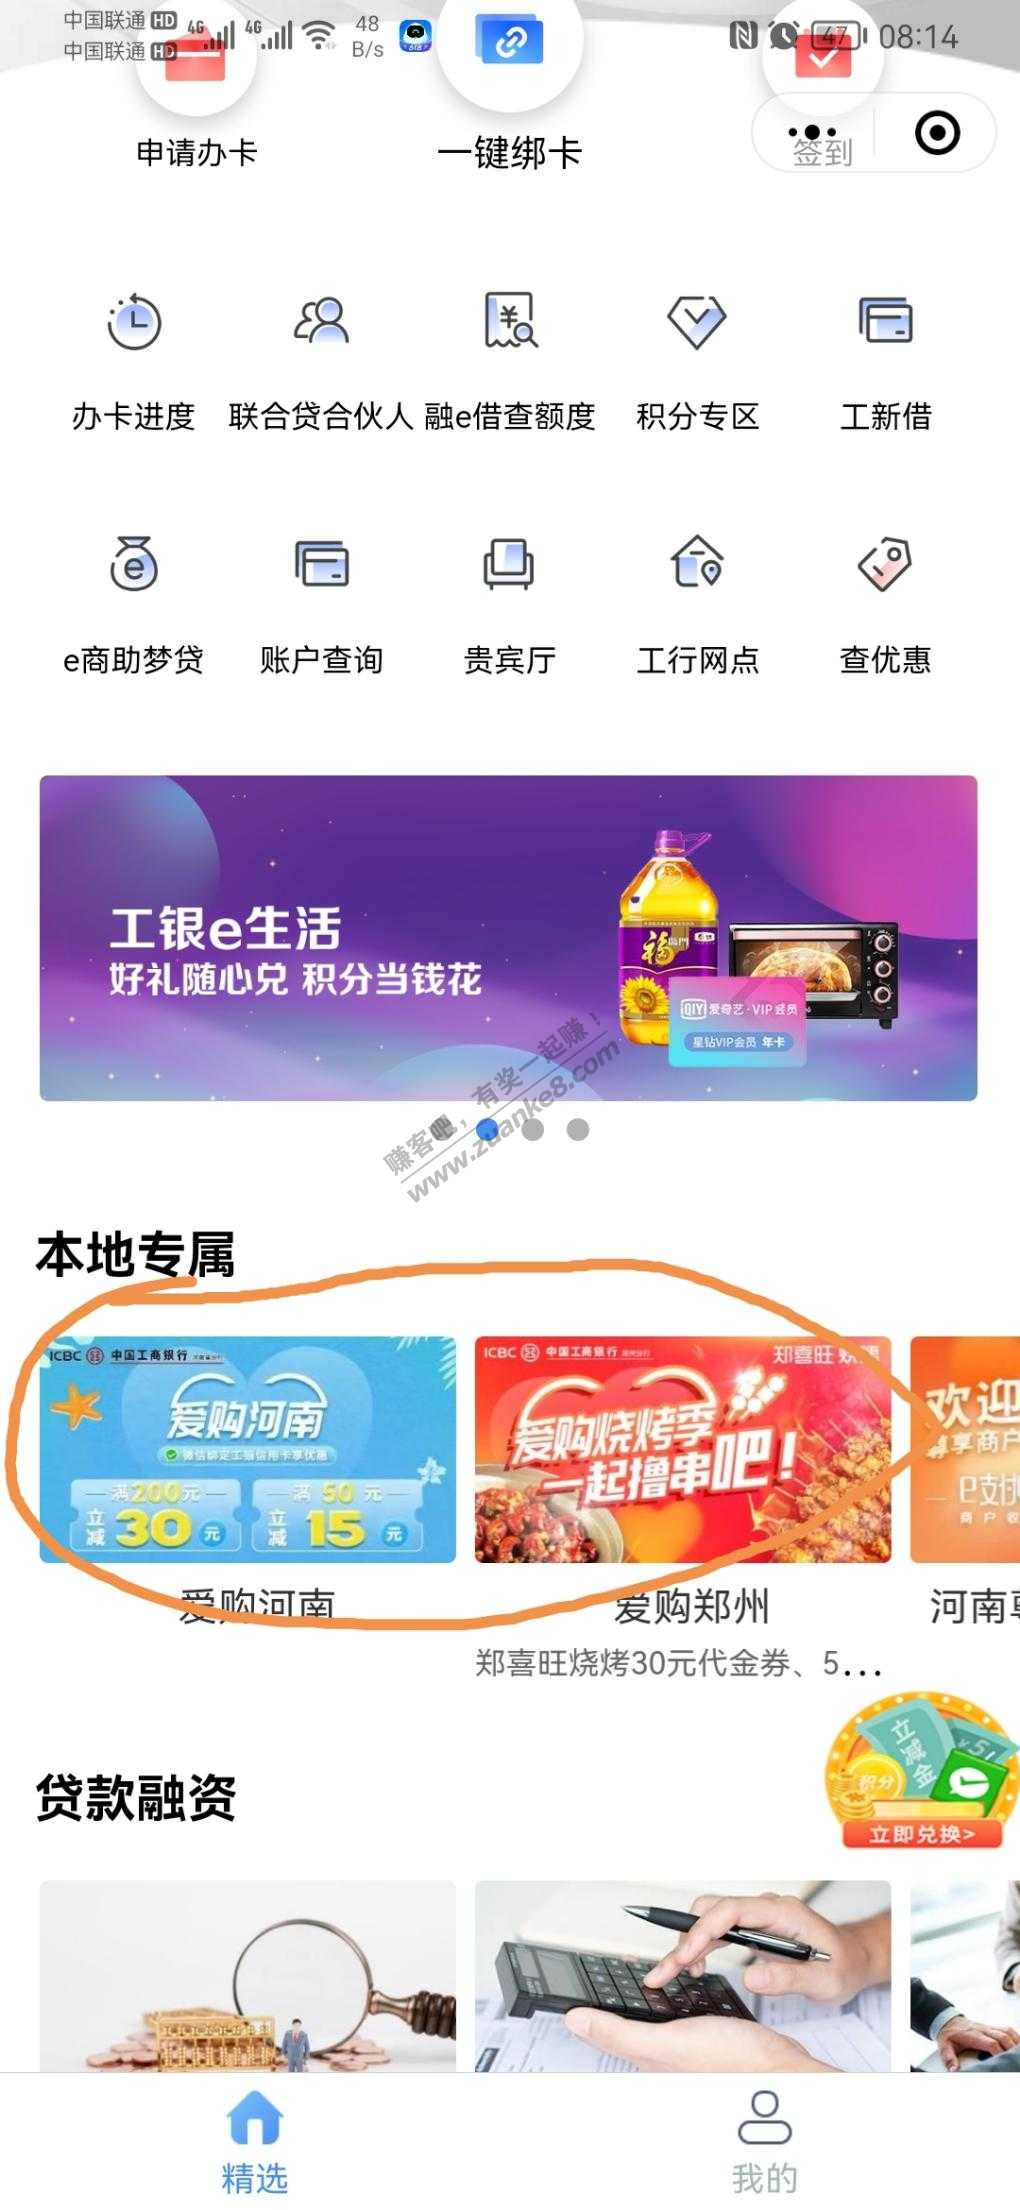 中国联通 HD 4G 4G 48 B/s 47 08:14
中国联通 HD
申请办卡 一键绑卡 签到
办卡进度 联合贷合伙人 融e借查额度 积分专区 工新借
e商助梦贷 账户查询 贵宾厅 工行网点 查优惠
工银e生活
好礼随心兑 积分当钱花
福临门
iQIYI 爱奇艺·VIP会员
星钻VIP会员 年卡
赚客吧,有奖一起赚!
www.zuanke8.com
本地专属
ICBC 中国工商银行
爱购河南
微信绑定工银信用卡享优惠
满200元 立减30元
满50元 立减15元
ICBC 中国工商银行
郑喜旺
爱购烧烤季
一起撸串吧!
欢迎
尊享商户
e支付
商户收
爱购河南 爱购郑州 河南
郑喜旺烧烤30元代金券、5...
贷款融资
立减金
积分
立即兑换>
精选 我的